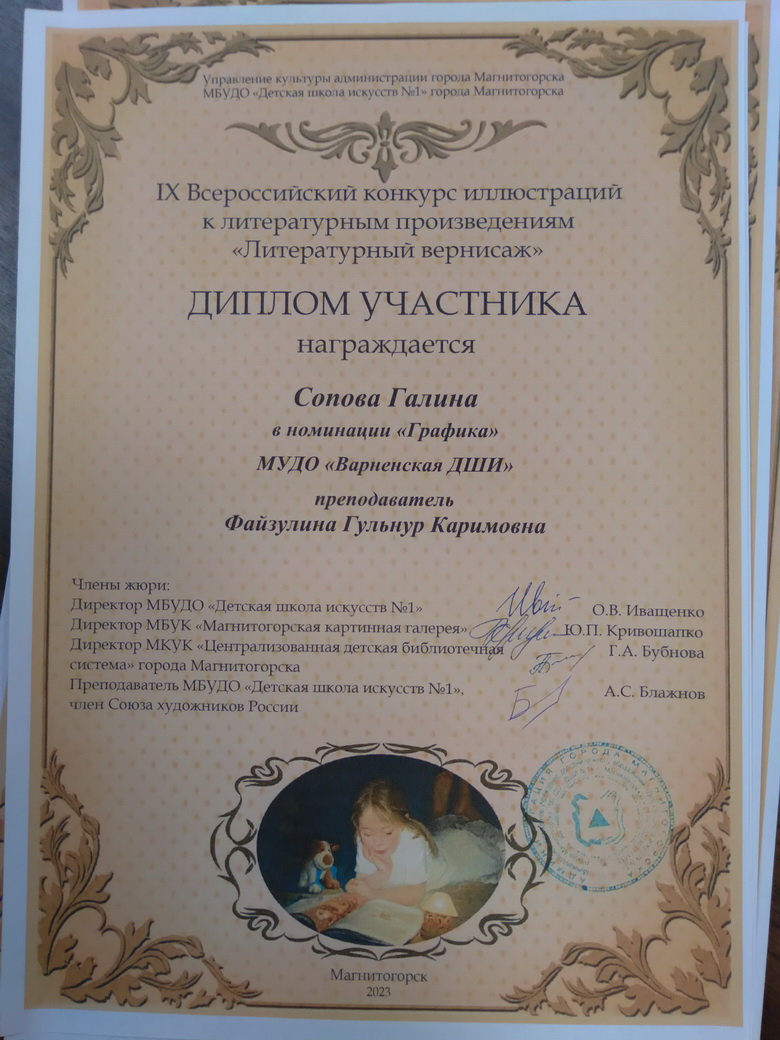 Управление культуры администрации города Магнитогорска
МБУДО «Детская школа искусств №1» города Магнитогорска
IX Всероссийский конкурс иллюстраций
к литературным произведениям
«Литературный вернисаж»
ДИПЛОМ УЧАСТНИКА
награждается
Сопова Галина
в номинации «Графика»
МУДО «Варненская ДШИ»
преподаватель
Файзулина Гульнур Каримовна
Члены жюри:
Директор МБУДО «Детская школа искусств №1» О.В. Иващенко
Директор МБУК «Магнитогорская картинная галерея» Ю.П. Кривошапко
Директор МКУК «Централизованная детская библиотечная Г.А. Бубнова
система» города Магнитогорска
Преподаватель МБУДО «Детская школа искусств №1», А.С. Блажнов
член Союза художников России
ГОРОДА
Магнитогорск
2023